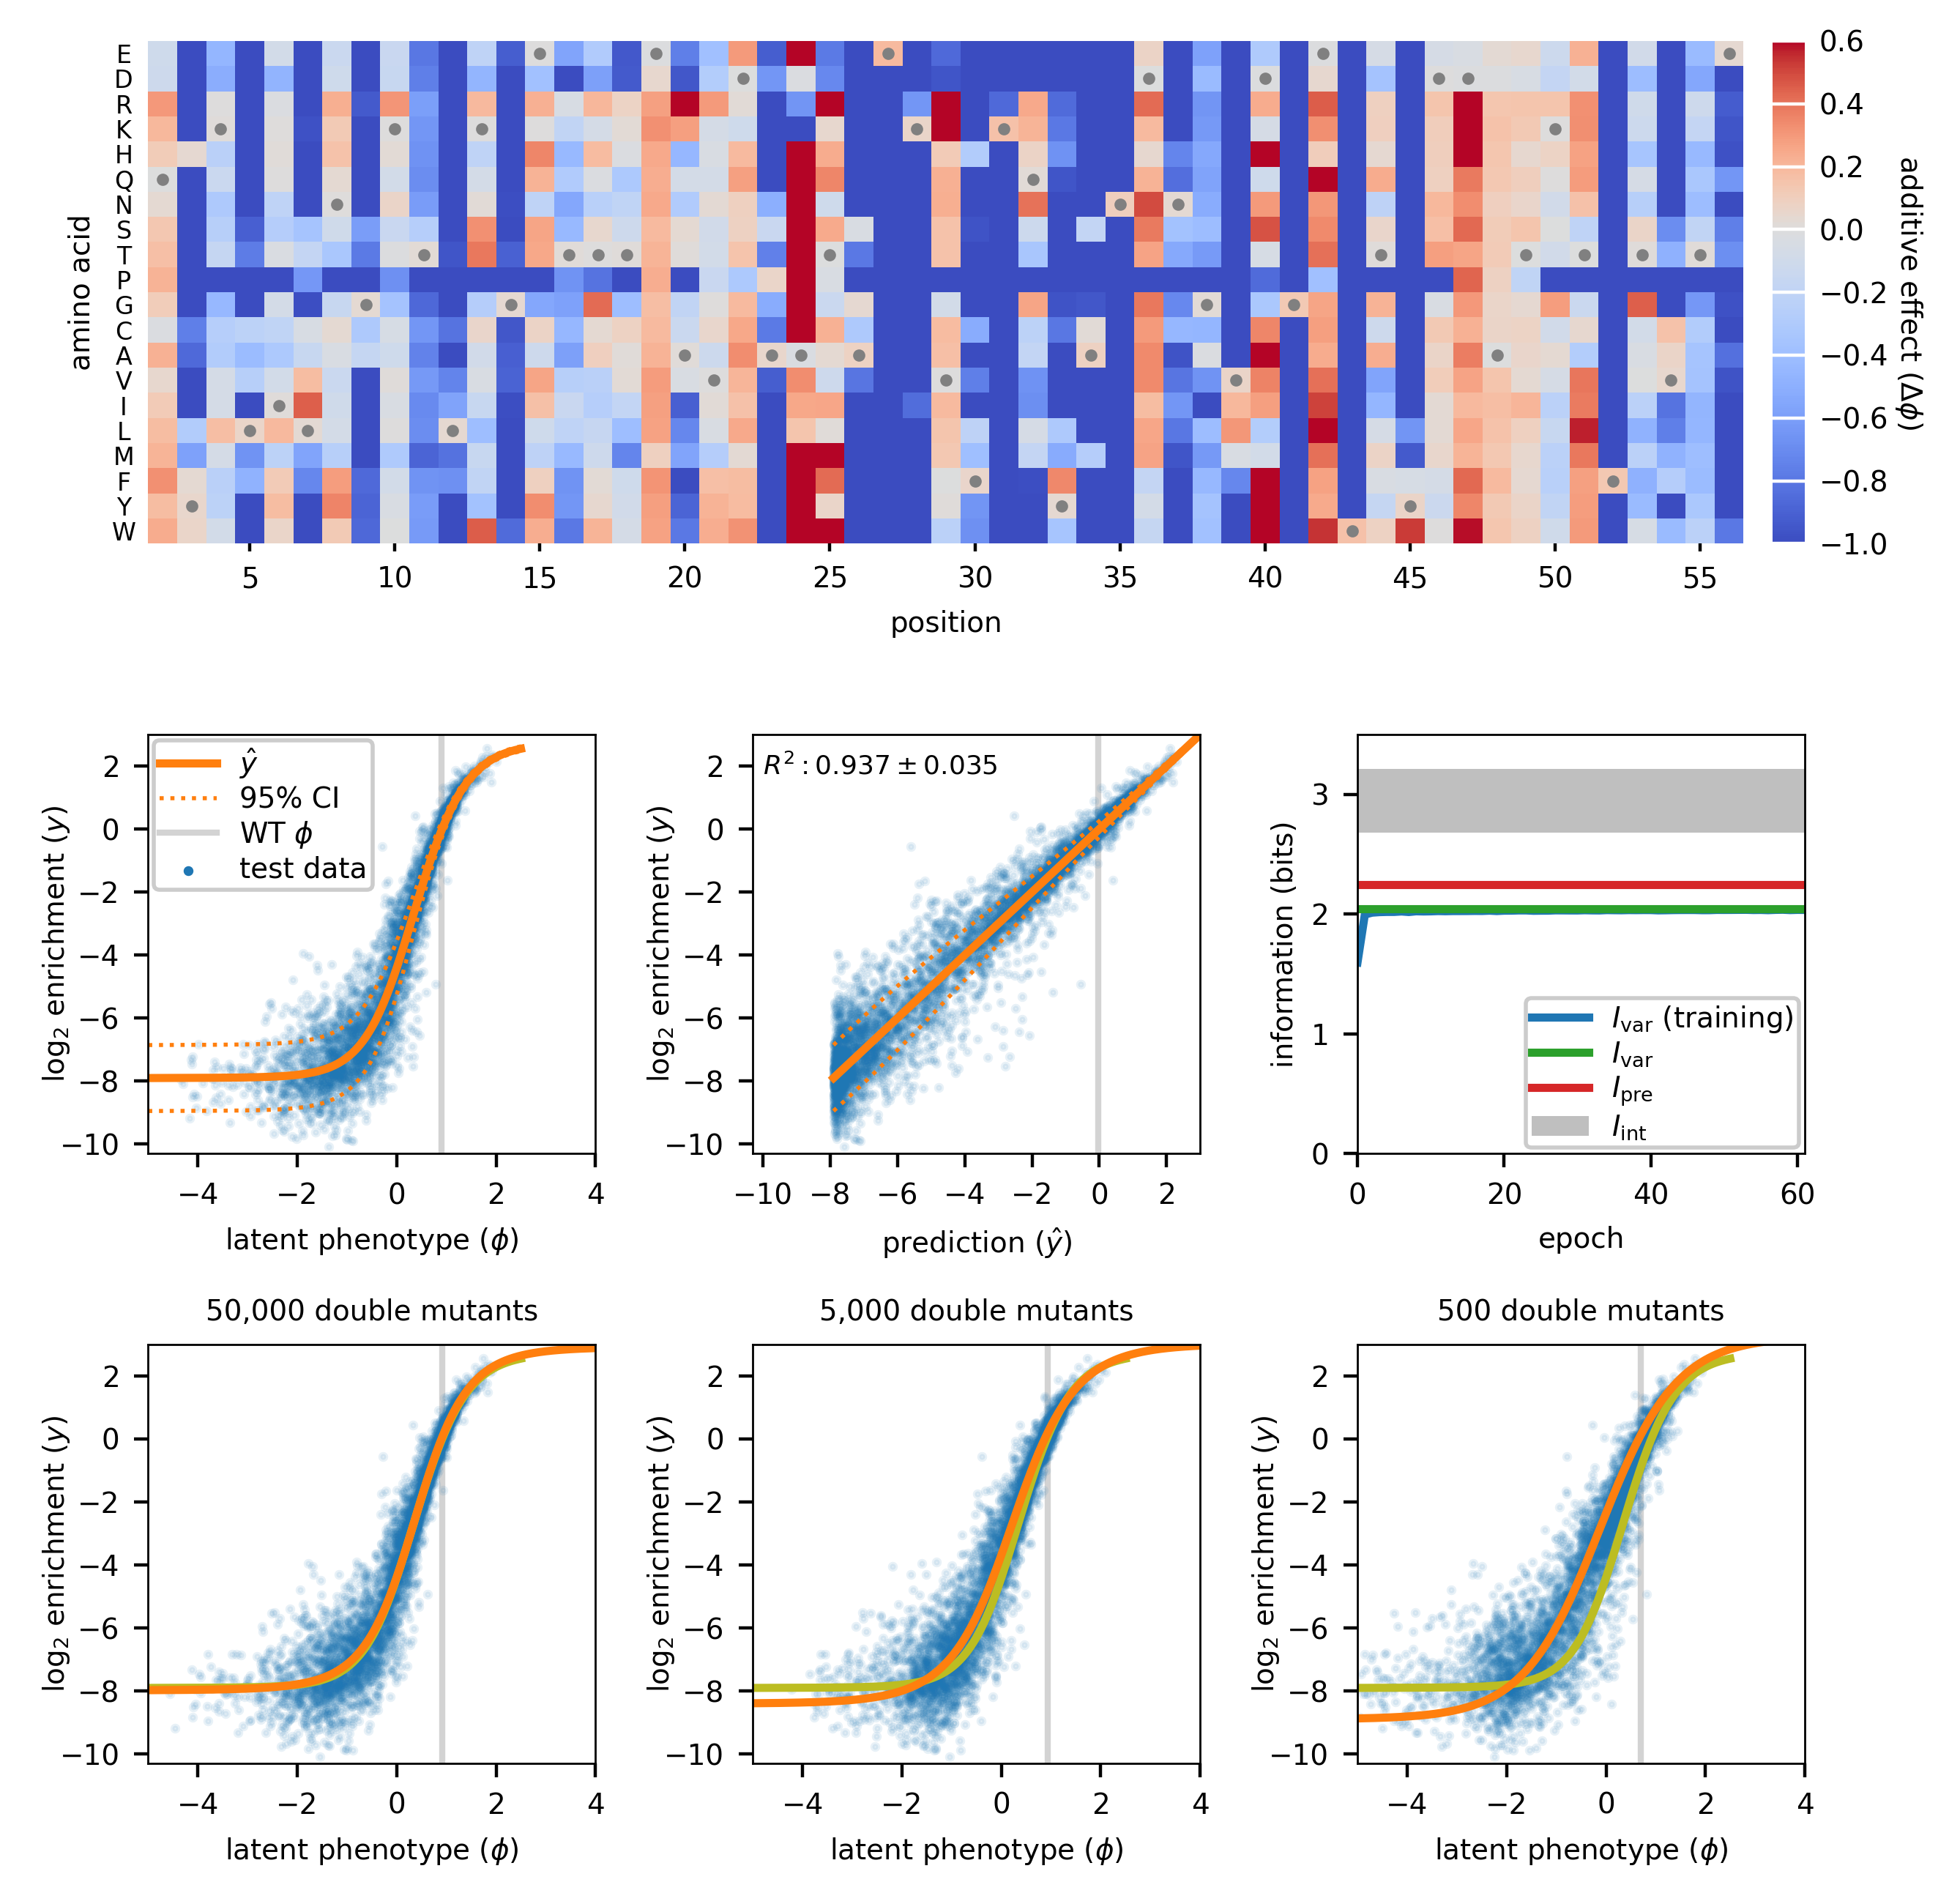 E
D
R
K
H
Q
N
S
T
P
G
C
A
V
I
L
M
F
Y
W
amino acid
5 10 15 20 25 30 35 40 45 50 55
position
0.6
0.4
0.2
0.0
−0.2
−0.4
−0.6
−0.8
−1.0
additive effect (Δϕ)
ŷ
95% CI
WT ϕ
test data
2
0
−2
−4
−6
−8
−10
log₂ enrichment (y)
−4 −2 0 2 4
latent phenotype (ϕ)
R² : 0.937 ± 0.035
2
0
−2
−4
−6
−8
−10
log₂ enrichment (y)
−10 −8 −6 −4 −2 0 2
prediction (ŷ)
3
2
1
0
information (bits)
I_var (training)
I_var
I_pre
I_int
0 20 40 60
epoch
50,000 double mutants
2
0
−2
−4
−6
−8
−10
log₂ enrichment (y)
−4 −2 0 2 4
latent phenotype (ϕ)
5,000 double mutants
2
0
−2
−4
−6
−8
−10
log₂ enrichment (y)
−4 −2 0 2 4
latent phenotype (ϕ)
500 double mutants
2
0
−2
−4
−6
−8
−10
log₂ enrichment (y)
−4 −2 0 2 4
latent phenotype (ϕ)